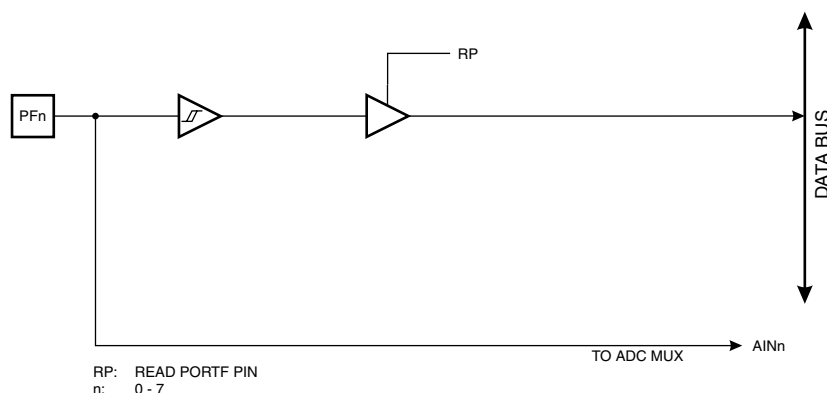 RP
PFn
DATA BUS
TO ADC MUX
AINn
RP: READ PORTF PIN
n: 0 - 7